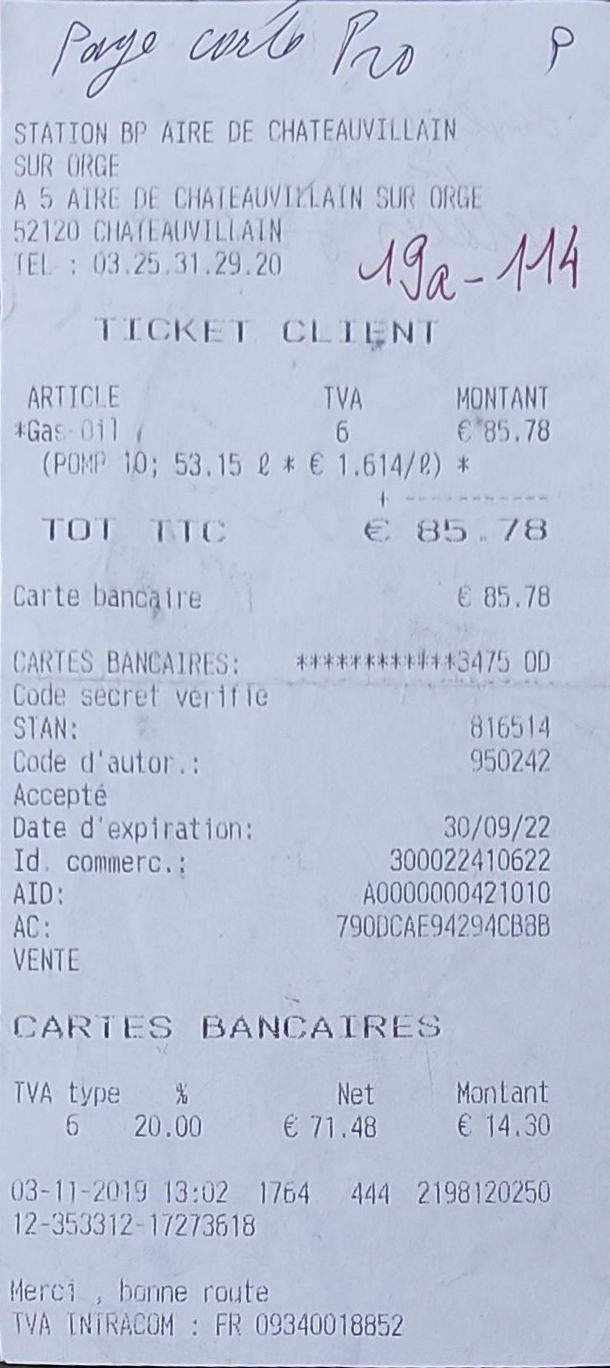 Page carte Pro P
STATION BP AIRE DE CHATEAUVILLAIN
SUR ORGE
A 5 AIRE DE CHATEAUVILLAIN SUR ORGE
52120 CHATEAUVILLAIN
TEL : 03.25.31.29.20
19a-114
TICKET CLIENT
ARTICLE TVA MONTANT
*Gas-Oil 6 € 85.78
(POMP 10; 53.15 ℓ * € 1.614/ℓ) *
+ -----------
TOT TTC € 85.78
Carte bancaire € 85.78
CARTES BANCAIRES: ************3475 OD
Code secret vérifié
STAN: 816514
Code d'autor.: 950242
Accepté
Date d'expiration: 30/09/22
Id. commerc.: 300022410622
AID: A0000000421010
AC: 790DCAE94294CB8B
VENTE
CARTES BANCAIRES
TVA type % Net Montant
6 20.00 € 71.48 € 14.30
03-11-2019 13:02 1764 444 2198120250
12-353312-17273618
Merci , bonne route
TVA INTRACOM : FR 09340018852